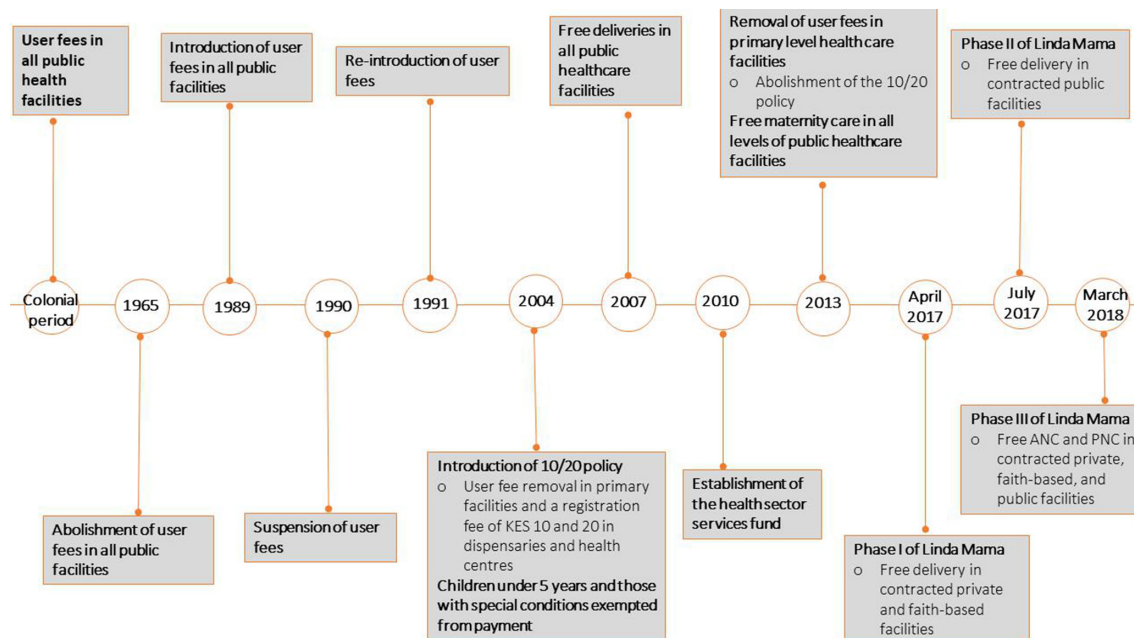 User fees in
all public
health
facilities
Introduction of user
fees in all public
facilities
Re-introduction of user
fees
Free deliveries in
all public
healthcare
facilities
Removal of user fees in
primary level health care
facilities
o Abolishment of the 10/20
policy
Free maternity care in all
levels of public healthcare
facilities
Phase II of Linda Mama
o Free delivery in
contracted public
facilities
Colonial
period
1965
1989
1990
1991
2004
2007
2010
2013
April
2017
July
2017
March
2018
Abolishment of user
fees in all public
facilities
Suspension of user
fees
Introduction of 10/20 policy
o User fee removal in primary
facilities and a registration
fee of KES 10 and 20 in
dispensaries and health
centres
Children under 5 years and those
with special conditions exempted
from payment
Establishment of
the health sector
services fund
Phase I of Linda Mama
o Free delivery in
contracted private
and faith-based
facilities
Phase III of Linda Mama
o Free ANC and PNC in
contracted private,
faith-based, and
public facilities